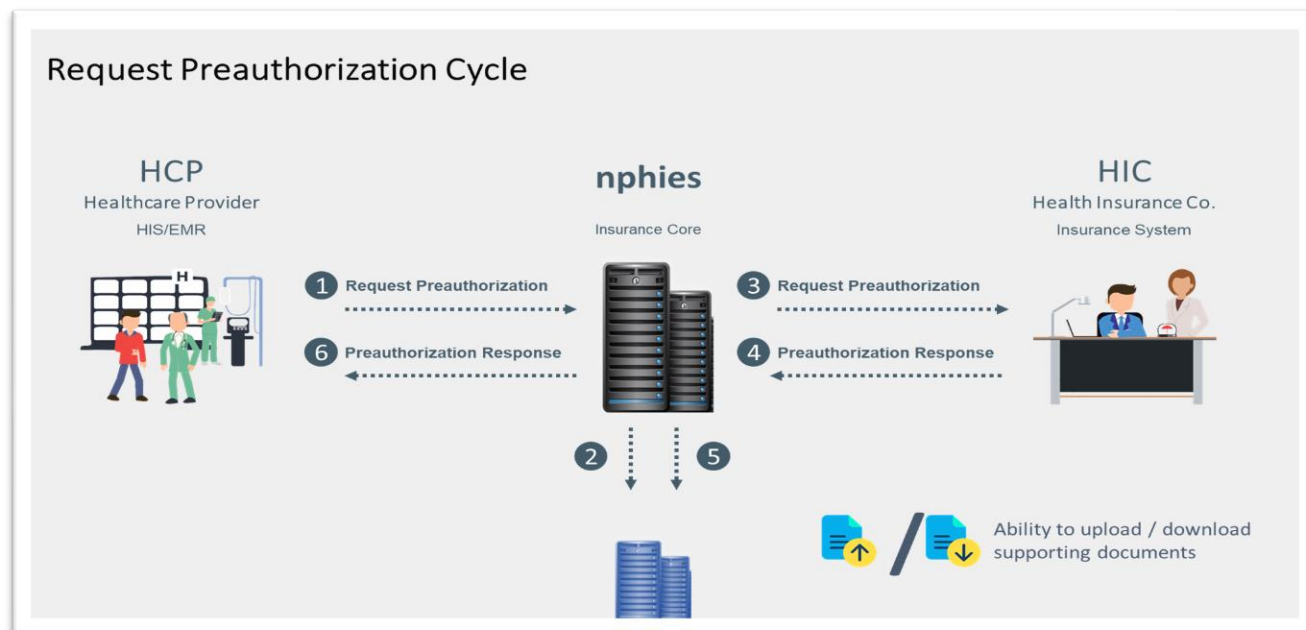 Request Preauthorization Cycle
HCP
Healthcare Provider
HIS/EMR
H
nphies
Insurance Core
HIC
Health Insurance Co.
Insurance System
1 Request Preauthorization
6 Preauthorization Response
3 Request Preauthorization
4 Preauthorization Response
2
5
Ability to upload / download
supporting documents